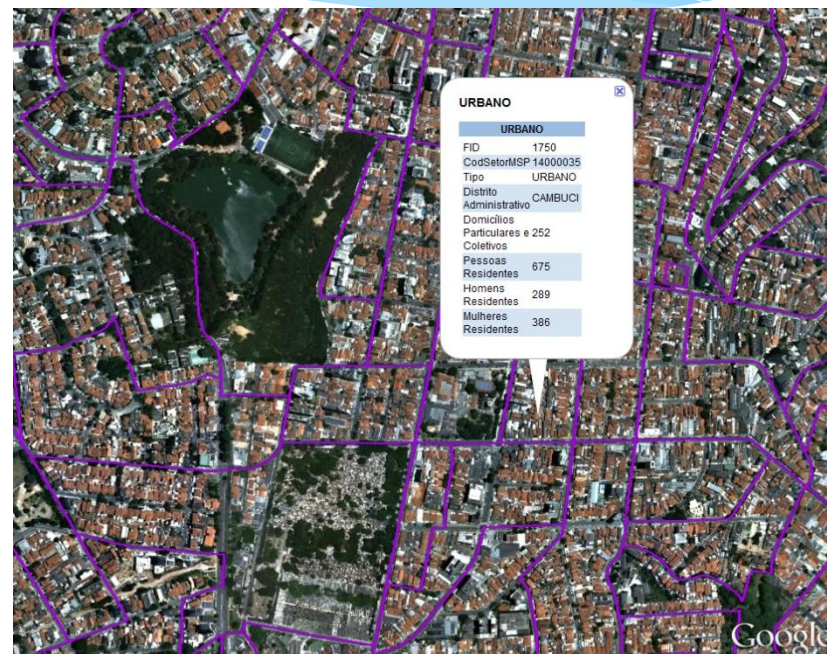 URBANO
URBANO
FID 1750
CodSetorMSP 14000035
Tipo URBANO
Distrito
Administrativo CAMBUCI
Domicílios
Particulares e 252
Coletivos
Pessoas
Residentes 675
Homens
Residentes 289
Mulheres
Residentes 386
Google